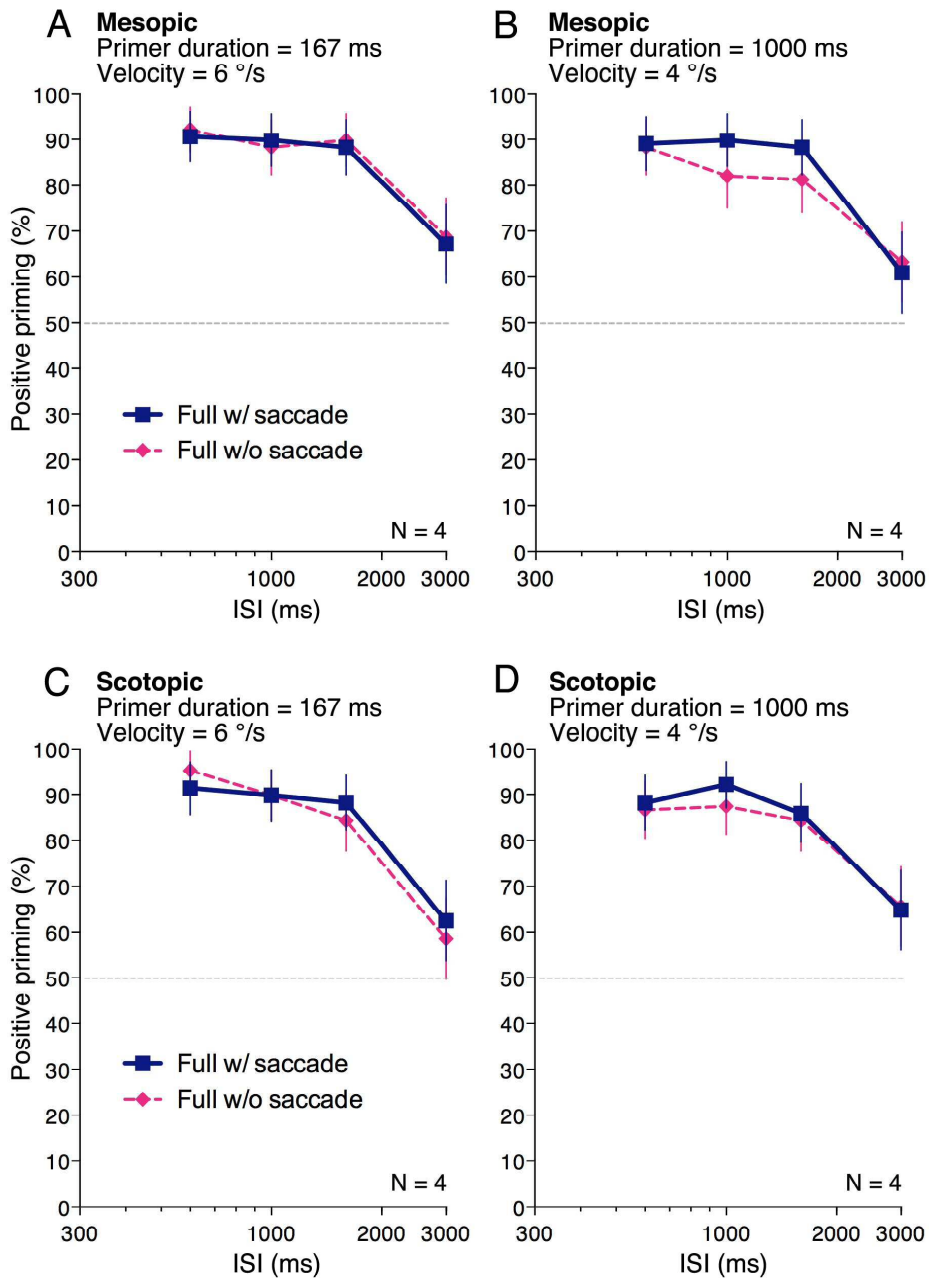 A
Mesopic
Primer duration = 167 ms
Velocity = 6 °/s
100
90
80
70
60
50
40
30
20
10
0
Positive priming (%)
Full w/ saccade
Full w/o saccade
N = 4
300
1000
2000
3000
ISI (ms)
B
Mesopic
Primer duration = 1000 ms
Velocity = 4 °/s
100
90
80
70
60
50
40
30
20
10
0
N = 4
300
1000
2000
3000
ISI (ms)
C
Scotopic
Primer duration = 167 ms
Velocity = 6 °/s
100
90
80
70
60
50
40
30
20
10
0
Positive priming (%)
Full w/ saccade
Full w/o saccade
N = 4
300
1000
2000
3000
ISI (ms)
D
Scotopic
Primer duration = 1000 ms
Velocity = 4 °/s
100
90
80
70
60
50
40
30
20
10
0
N = 4
300
1000
2000
3000
ISI (ms)